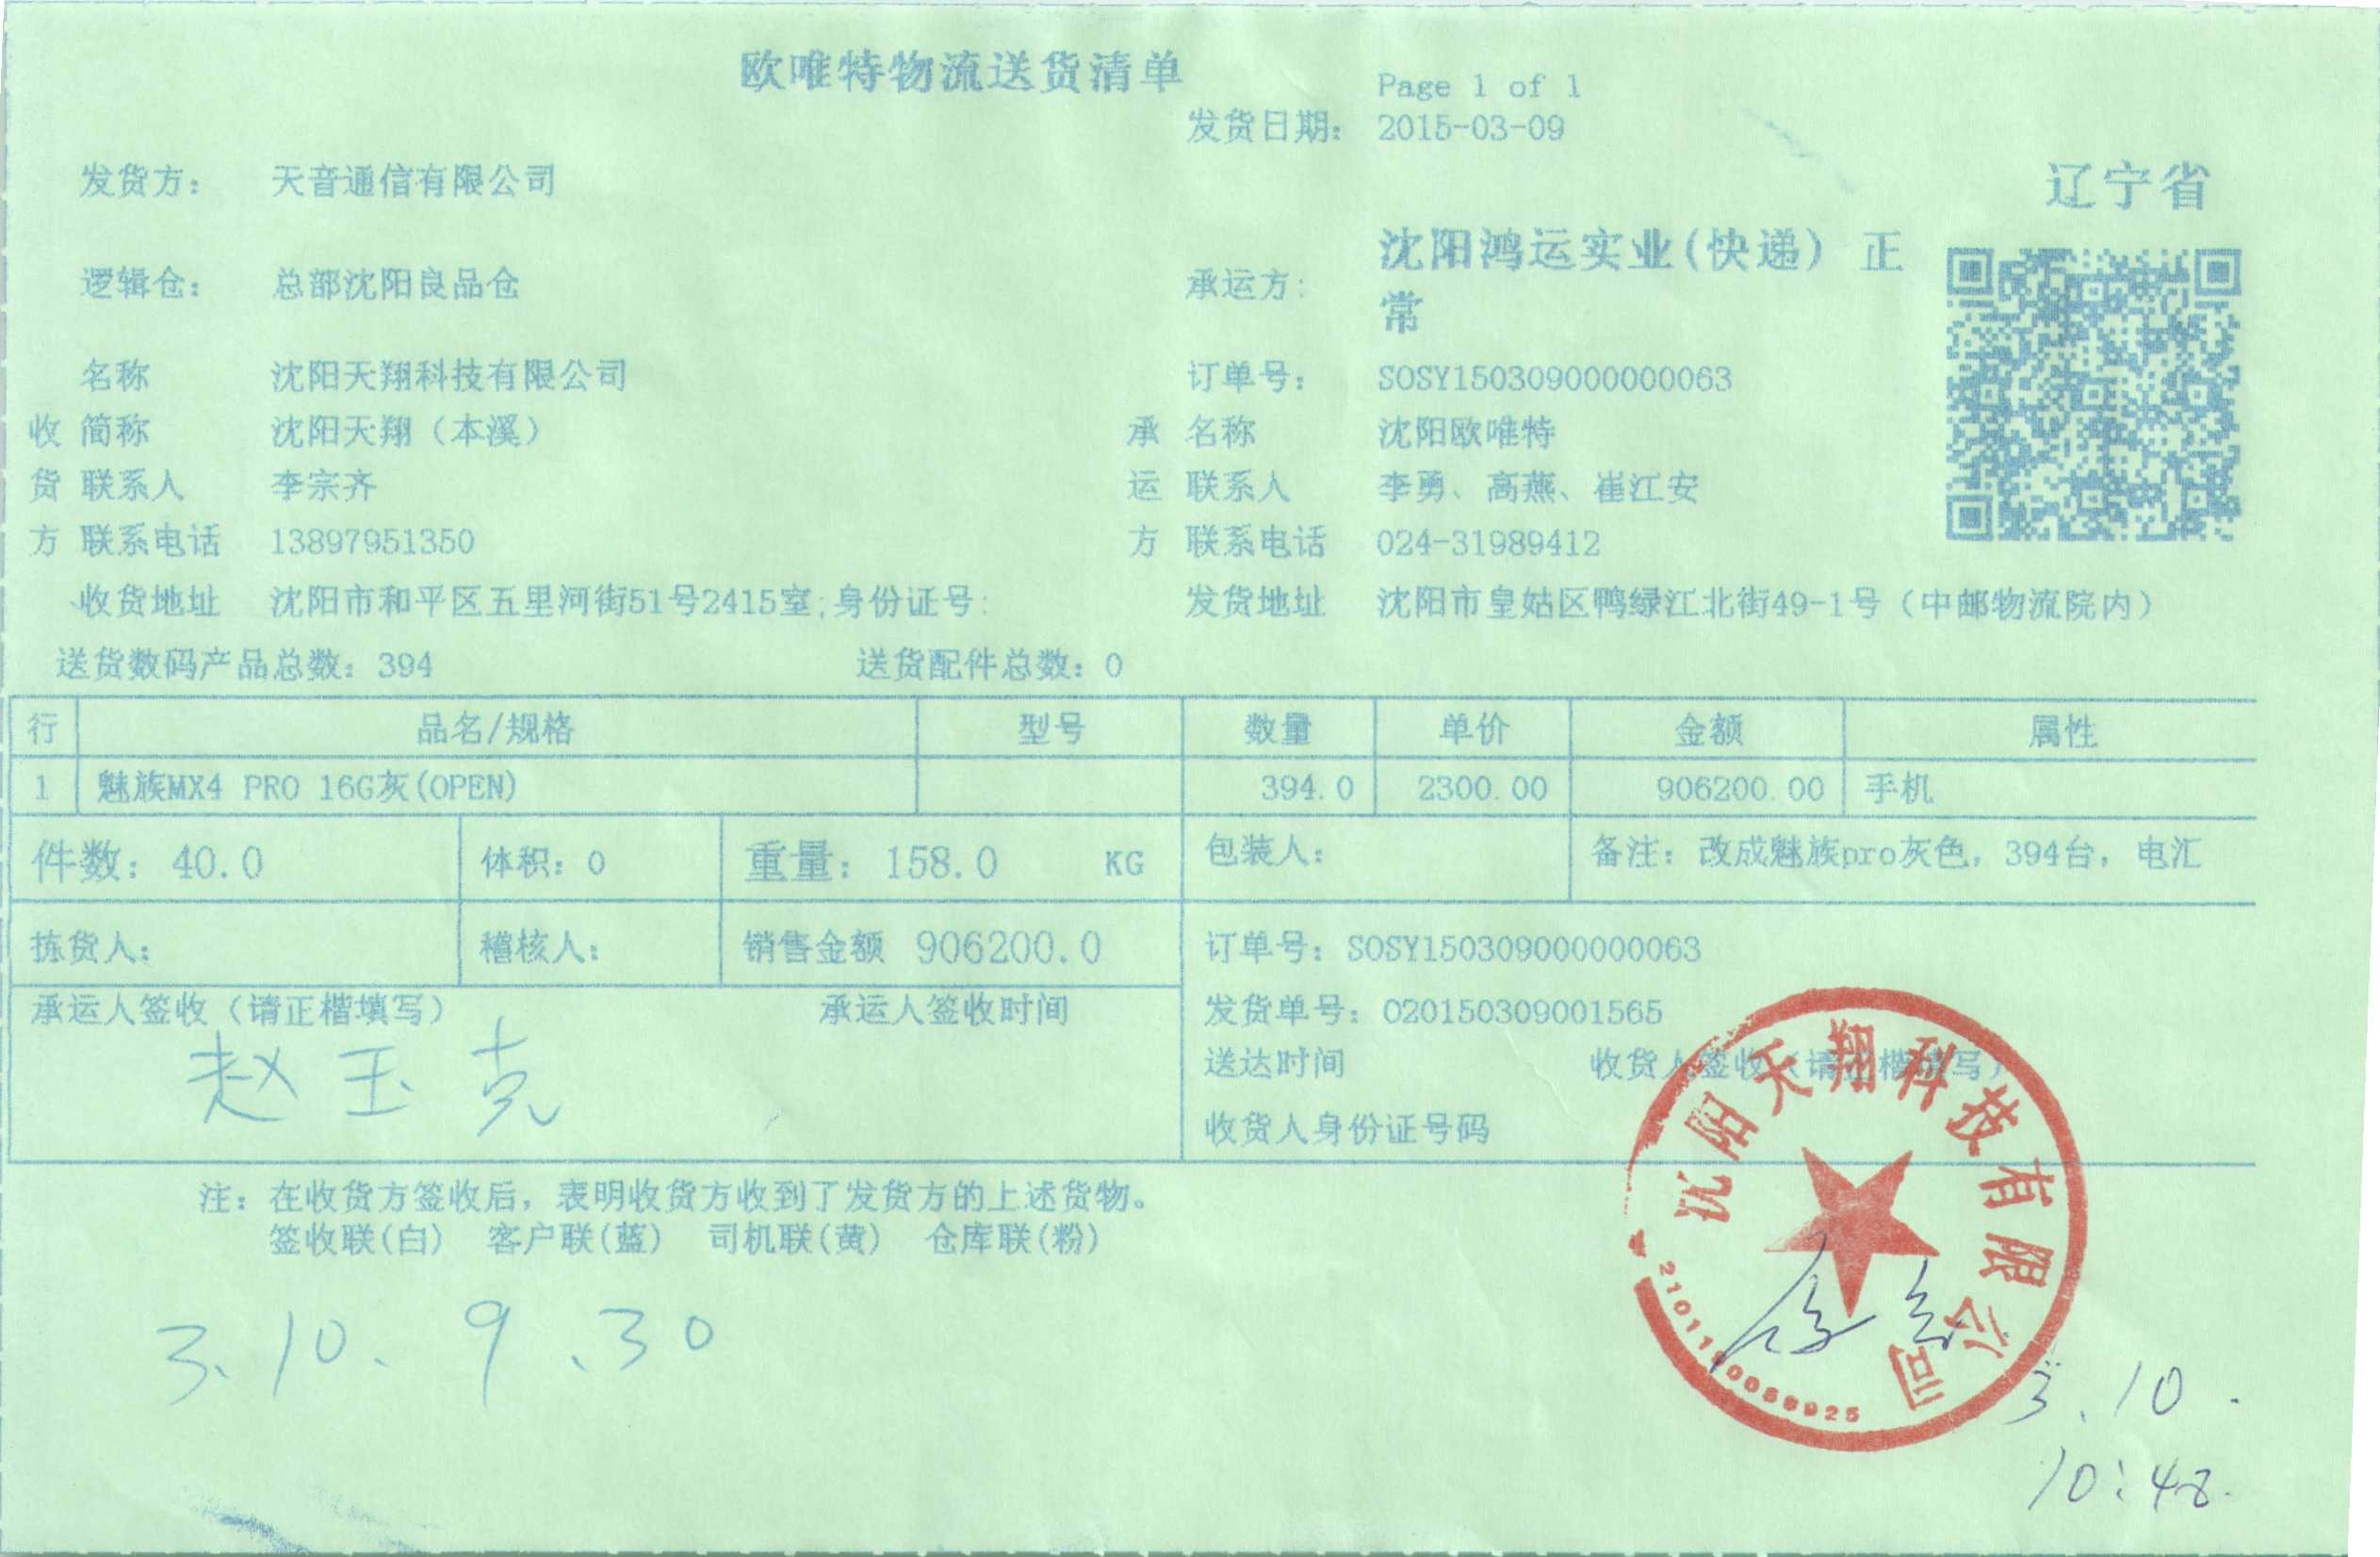 欧唯特物流送货清单
Page 1 of 1
发货日期： 2015-03-09
发货方： 天音通信有限公司
辽宁省
逻辑仓： 总部沈阳良品仓
承运方： 沈阳鸿运实业(快递) 正
常
名称 沈阳天翔科技有限公司 订单号： SOSY150309000000063
收 简称 沈阳天翔（本溪） 承 名称 沈阳欧唯特
货 联系人 李宗齐 运 联系人 李勇、高燕、崔江安
方 联系电话 13897951350 方 联系电话 024-31989412
收货地址 沈阳市和平区五里河街51号2415室;身份证号: 发货地址 沈阳市皇姑区鸭绿江北街49-1号（中邮物流院内）
送货数码产品总数：394 送货配件总数：0
行 品名/规格 型号 数量 单价 金额 属性
1 魅族MX4 PRO 16G灰(OPEN) 394.0 2300.00 906200.00 手机
件数：40.0 体积：0 重量：158.0 KG 包装人： 备注：改成魅族pro灰色，394台，电汇
拣货人： 稽核人： 销售金额 906200.0 订单号：SOSY150309000000063
承运人签收（请正楷填写） 承运人签收时间 发货单号：020150309001565
赵玉克
送达时间 收货人签收（请正楷填写）
收货人身份证号码
注：在收货方签收后，表明收货方收到了发货方的上述货物。
签收联(白) 客户联(蓝) 司机联(黄) 仓库联(粉)
沈阳天翔科技有限公司
3.10. 9.30
3.10.
10:48.